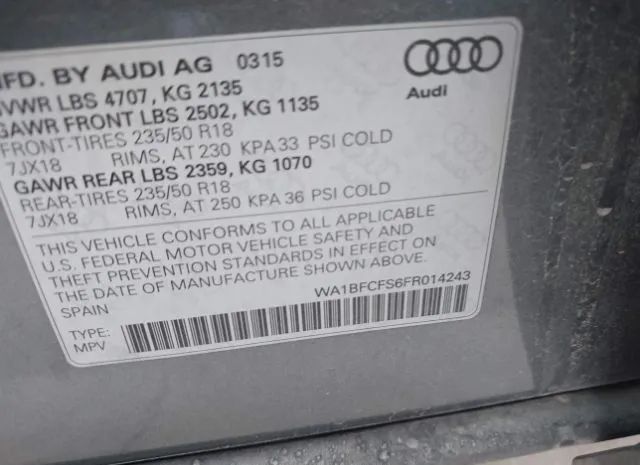 MFD. BY AUDI AG 0315
GVWR LBS 4707, KG 2135
GAWR FRONT LBS 2502, KG 1135
FRONT-TIRES 235/50 R18
7JX18 RIMS, AT 230 KPA 33 PSI COLD
GAWR REAR LBS 2359, KG 1070
REAR-TIRES 235/50 R18
7JX18 RIMS, AT 250 KPA 36 PSI COLD
Audi
THIS VEHICLE CONFORMS TO ALL APPLICABLE
U.S. FEDERAL MOTOR VEHICLE SAFETY AND
THEFT PREVENTION STANDARDS IN EFFECT ON
THE DATE OF MANUFACTURE SHOWN ABOVE.
SPAIN
WA1BFCFS6FR014243
TYPE:
MPV